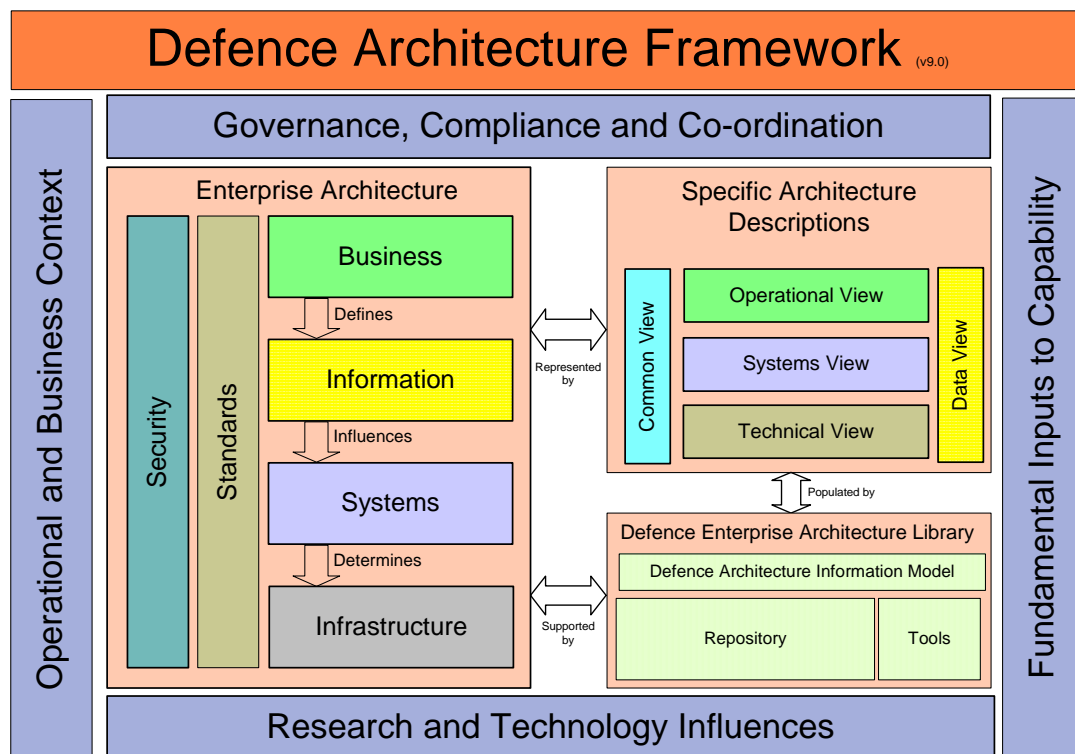 Defence Architecture Framework (v9.0)
Operational and Business Context
Governance, Compliance and Co-ordination
Enterprise Architecture
Security
Standards
Business
Defines
Information
Influences
Systems
Determines
Infrastructure
Represented
by
Supported
by
Specific Architecture
Descriptions
Common View
Operational View
Systems View
Technical View
Data View
Populated by
Defence Enterprise Architecture Library
Defence Architecture Information Model
Repository
Tools
Fundamental Inputs to Capability
Research and Technology Influences